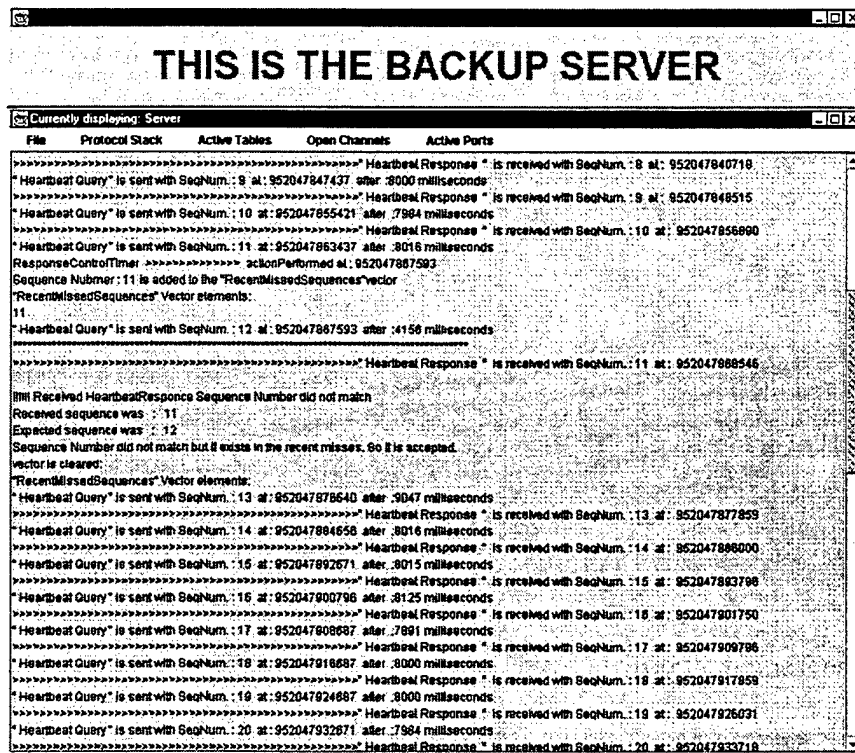 THIS IS THE BACKUP SERVER
Currently displaying: Server
File Protocol Stack Active Tables Open Channels Active Ports
>>>>>>>>>>>>>>>>>>>>>>>>>>>>>>>>>>>>>>>>>>>>>>>>>>" Heartbeat Response " is received with SeqNum. : 8 at : 952047840718
" Heartbeat Query" is sent with SeqNum. : 9 at : 952047847437 after :8000 milliseconds
>>>>>>>>>>>>>>>>>>>>>>>>>>>>>>>>>>>>>>>>>>>>>>>>>>" Heartbeat Response " is received with SeqNum. : 9 at : 952047848515
" Heartbeat Query" is sent with SeqNum. : 10 at : 952047855421 after :7984 milliseconds
>>>>>>>>>>>>>>>>>>>>>>>>>>>>>>>>>>>>>>>>>>>>>>>>>>" Heartbeat Response " is received with SeqNum. : 10 at : 952047856890
" Heartbeat Query" is sent with SeqNum. : 11 at : 952047863437 after :8016 milliseconds
ResponseControlTimer >>>>>>>>>>>>>>> actionPerformed at : 952047867593
Sequence Nubmer : 11 is added to the "RecentMissedSequences"vector
"RecentMissedSequences" Vector elements:
11
" Heartbeat Query" is sent with SeqNum. : 12 at : 952047867593 after :4156 milliseconds
>>>>>>>>>>>>>>>>>>>>>>>>>>>>>>>>>>>>>>>>>>>>>>>>>>" Heartbeat Response " is received with SeqNum. : 11 at : 952047868546
!!!!! Received HeartbeatResponce Sequence Number did not match
Received sequence was : 11
Expected sequence was : 12
Sequence Number did not match but it exists in the recent misses. So it is accepted.
vector is cleared:
"RecentMissedSequences" Vector elements:
" Heartbeat Query" is sent with SeqNum. : 13 at : 952047876640 after :9047 milliseconds
>>>>>>>>>>>>>>>>>>>>>>>>>>>>>>>>>>>>>>>>>>>>>>>>>>" Heartbeat Response " is received with SeqNum. : 13 at : 952047877859
" Heartbeat Query" is sent with SeqNum. : 14 at : 952047884656 after :8016 milliseconds
>>>>>>>>>>>>>>>>>>>>>>>>>>>>>>>>>>>>>>>>>>>>>>>>>>" Heartbeat Response " is received with SeqNum. : 14 at : 952047886000
" Heartbeat Query" is sent with SeqNum. : 15 at : 952047892671 after :8015 milliseconds
>>>>>>>>>>>>>>>>>>>>>>>>>>>>>>>>>>>>>>>>>>>>>>>>>>" Heartbeat Response " is received with SeqNum. : 15 at : 952047893796
" Heartbeat Query" is sent with SeqNum. : 16 at : 952047900796 after :8125 milliseconds
>>>>>>>>>>>>>>>>>>>>>>>>>>>>>>>>>>>>>>>>>>>>>>>>>>" Heartbeat Response " is received with SeqNum. : 16 at : 952047901750
" Heartbeat Query" is sent with SeqNum. : 17 at : 952047908687 after :7891 milliseconds
>>>>>>>>>>>>>>>>>>>>>>>>>>>>>>>>>>>>>>>>>>>>>>>>>>" Heartbeat Response " is received with SeqNum. : 17 at : 952047909796
" Heartbeat Query" is sent with SeqNum. : 18 at : 952047916687 after :8000 milliseconds
>>>>>>>>>>>>>>>>>>>>>>>>>>>>>>>>>>>>>>>>>>>>>>>>>>" Heartbeat Response " is received with SeqNum. : 18 at : 952047917859
" Heartbeat Query" is sent with SeqNum. : 19 at : 952047924687 after :8000 milliseconds
>>>>>>>>>>>>>>>>>>>>>>>>>>>>>>>>>>>>>>>>>>>>>>>>>>" Heartbeat Response " is received with SeqNum. : 19 at : 952047926031
" Heartbeat Query" is sent with SeqNum. : 20 at : 952047932671 after :7984 milliseconds
>>>>>>>>>>>>>>>>>>>>>>>>>>>>>>>>>>>>>>>>>>>>>>>>>>" Heartbeat Response " is received with SeqNum. : 20 at : 952047933718